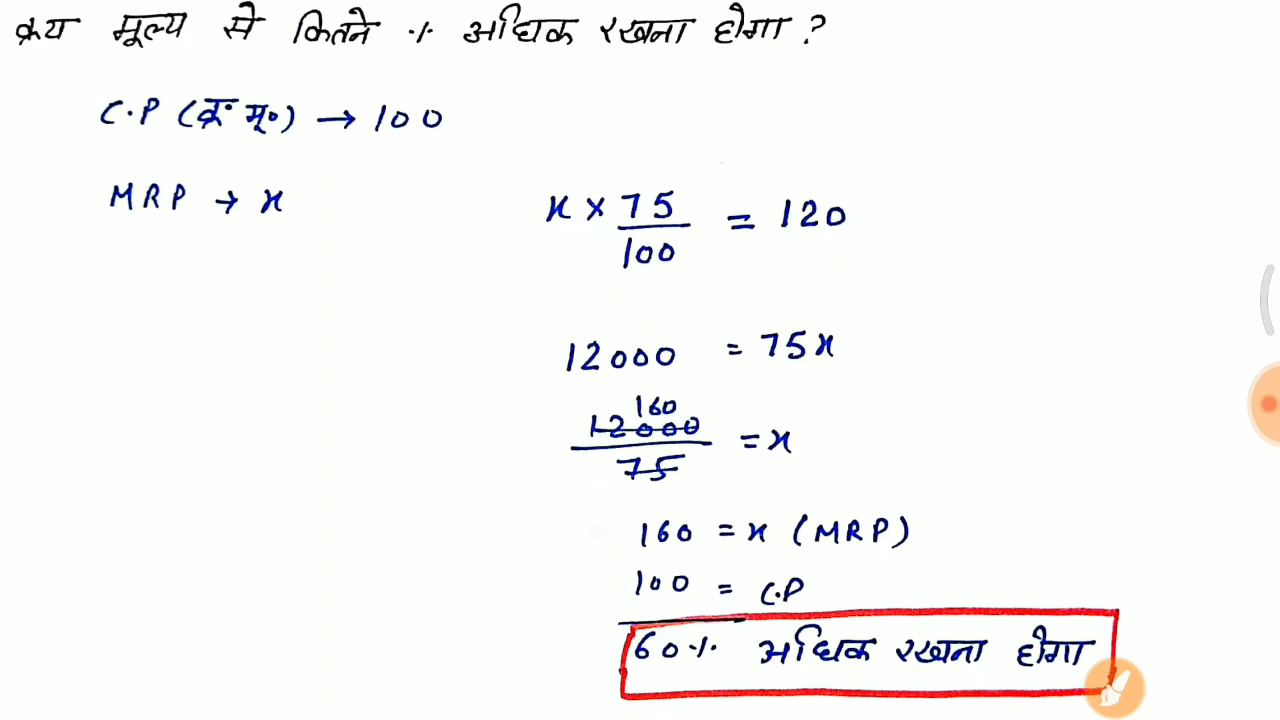 क्रय मूल्य से कितने % अधिक रखना होगा ?
C.P (क्र॰ मू॰) → 100
MRP → x
x × 75/100 = 120
12000 = 75x
160
12000/75 = x
160 = x (MRP)
100 = C.P
60% अधिक रखना होगा